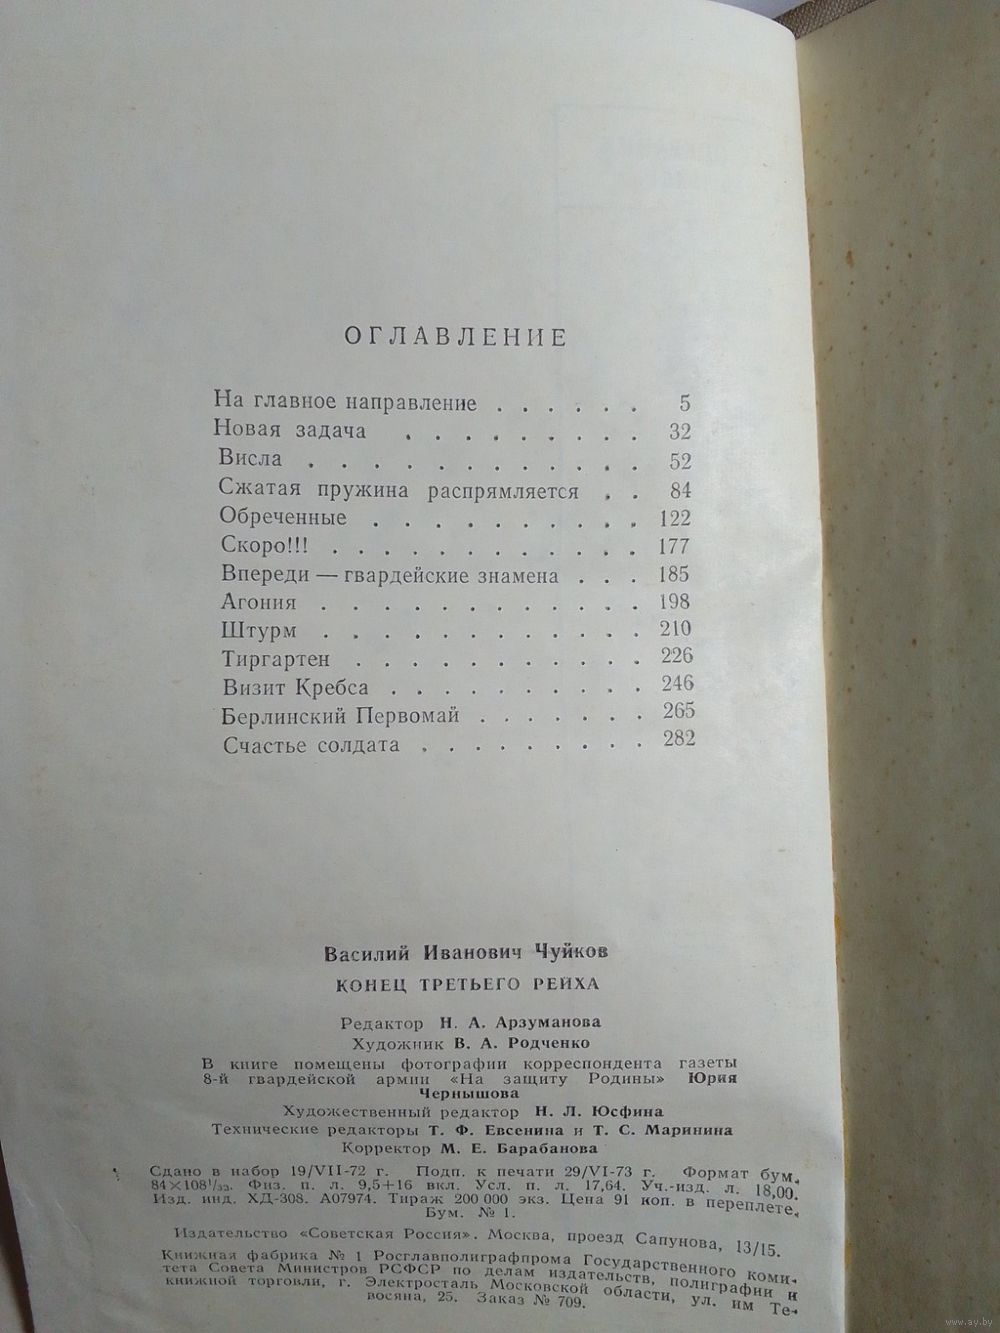 ОГЛАВЛЕНИЕ
На главное направление . . . . . . 5
Новая задача . . . . . . . . . 32
Висла . . . . . . . . . . . 52
Сжатая пружина распрямляется . . 84
Обреченные . . . . . . . . . . 122
Скоро!!! . . . . . . . . . . . 177
Впереди — гвардейские знамена . . . 185
Агония . . . . . . . . . . . 198
Штурм . . . . . . . . . . . 210
Тиргартен . . . . . . . . . . 226
Визит Кребса . . . . . . . . . 246
Берлинский Первомай . . . . . . . 265
Счастье солдата . . . . . . . . . 282
Василий Иванович Чуйков
КОНЕЦ ТРЕТЬЕГО РЕЙХА
Редактор Н. А. Арзуманова
Художник В. А. Родченко
В книге помещены фотографии корреспондента газеты
8-й гвардейской армии «На защиту Родины» Юрия
Чернышова
Художественный редактор Н. Л. Юсфина
Технические редакторы Т. Ф. Евсенина и Т. С. Маринина
Корректор М. Е. Барабанова
Сдано в набор 19/VII-72 г. Подп. к печати 29/VI-73 г. Формат бум.
84×108¹/₃₂. Физ. п. л. 9,5+16 вкл. Усл. п. л. 17,64. Уч.-изд. л. 18,00.
Изд. инд. ХД-308. А07974. Тираж 200 000 экз. Цена 91 коп. в переплете.
Бум. № 1.
Издательство «Советская Россия». Москва, проезд Сапунова, 13/15.
Книжная фабрика № 1 Росглавполиграфпрома Государственного коми-
тета Совета Министров РСФСР по делам издательств, полиграфии и
книжной торговли, г. Электросталь Московской области, ул. им Те-
восяна, 25. Заказ № 709.
www.ay.by